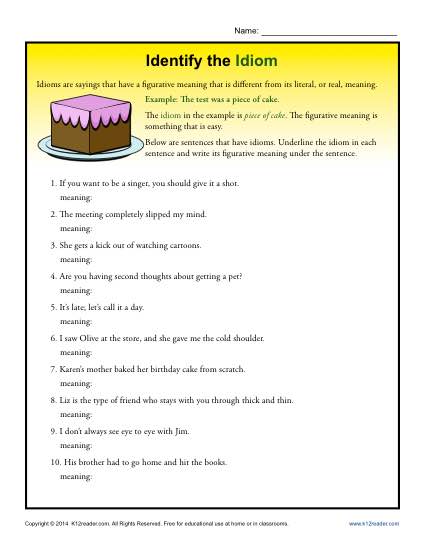 Name:
Identify the Idiom
Idioms are sayings that have a figurative meaning that is different from its literal, or real, meaning.
Example: The test was a piece of cake.
The idiom in the example is piece of cake. The figurative meaning is
something that is easy.
Below are sentences that have idioms. Underline the idiom in each
sentence and write its figurative meaning under the sentence.
1. If you want to be a singer, you should give it a shot.
meaning:
2. The meeting completely slipped my mind.
meaning:
3. She gets a kick out of watching cartoons.
meaning:
4. Are you having second thoughts about getting a pet?
meaning:
5. It's late; let's call it a day.
meaning:
6. I saw Olive at the store, and she gave me the cold shoulder.
meaning:
7. Karen's mother baked her birthday cake from scratch.
meaning:
8. Liz is the type of friend who stays with you through thick and thin.
meaning:
9. I don't always see eye to eye with Jim.
meaning:
10. His brother had to go home and hit the books.
meaning:
Copyright © 2014 K12reader.com. All Rights Reserved. Free for educational use at home or in classrooms. www.k12reader.com